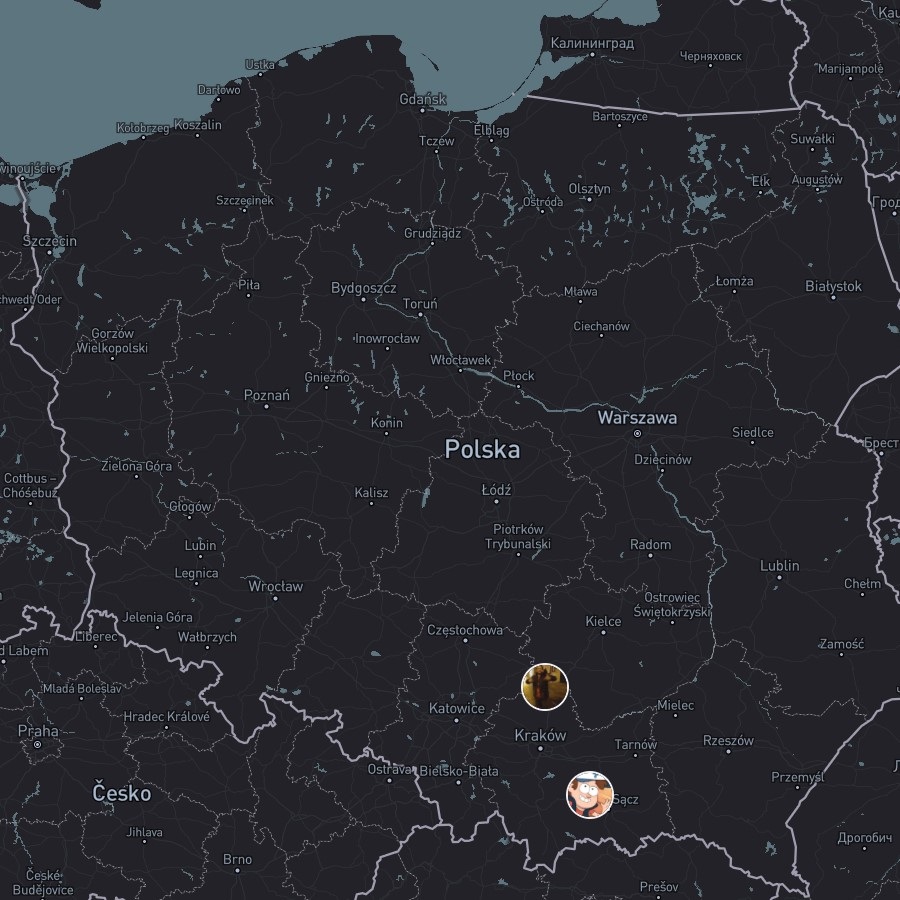 Калининград
Черняховск
Marijampolė
Ustka
Darłowo
Gdańsk
Kołobrzeg
Koszalin
Tczew
Elbląg
Bartoszyce
Suwałki
Szczecinek
Olsztyn
Ostróda
Ełk
Augustów
Szczecin
Grudziądz
Piła
Bydgoszcz
Toruń
Mława
Łomża
Białystok
Gorzów
Wielkopolski
Inowrocław
Ciechanów
Włocławek
Płock
Gniezno
Poznań
Konin
Warszawa
Siedlce
Polska
Zielona Góra
Dziecinów
Cottbus –
Chóśebuz
Kalisz
Łódź
Głogów
Piotrków
Trybunalski
Lubin
Radom
Legnica
Wrocław
Lublin
Chełm
Jelenia Góra
Ostrowiec
Świętokrzyski
Liberec
Wałbrzych
Częstochowa
Kielce
Zamość
Mladá Boleslav
Hradec Králové
Katowice
Mielec
Praha
Kraków
Tarnów
Rzeszów
Ostrava
Bielsko-Biała
Przemyśl
Česko
Sącz
Jihlava
Дрогобич
Brno
České
Budějovice
Prešov